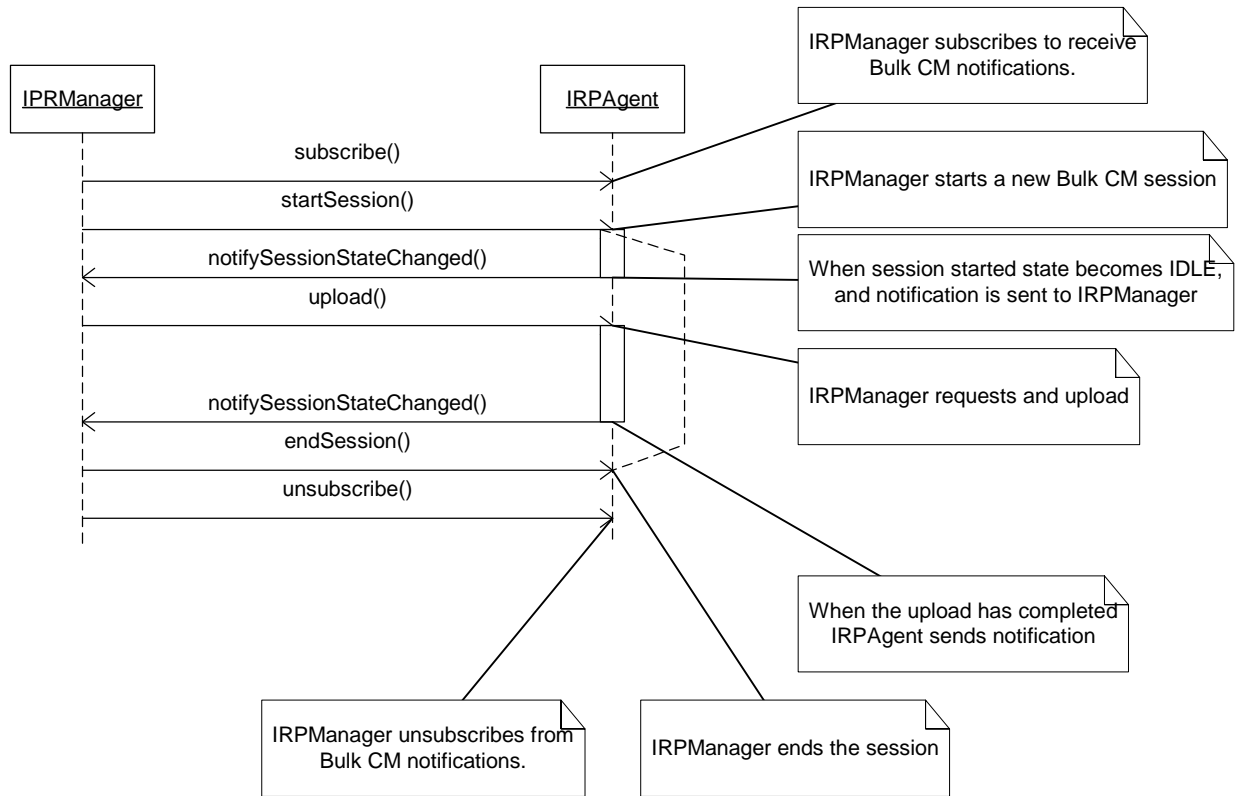 IRPManager subscribes to receive
Bulk CM notifications.
IPRManager
IRPAgent
subscribe()
IRPManager starts a new Bulk CM session
startSession()
notifySessionStateChanged()
When session started state becomes IDLE,
and notification is sent to IRPManager
upload()
IRPManager requests and upload
notifySessionStateChanged()
endSession()
unsubscribe()
When the upload has completed
IRPAgent sends notification
IRPManager unsubscribes from
Bulk CM notifications.
IRPManager ends the session